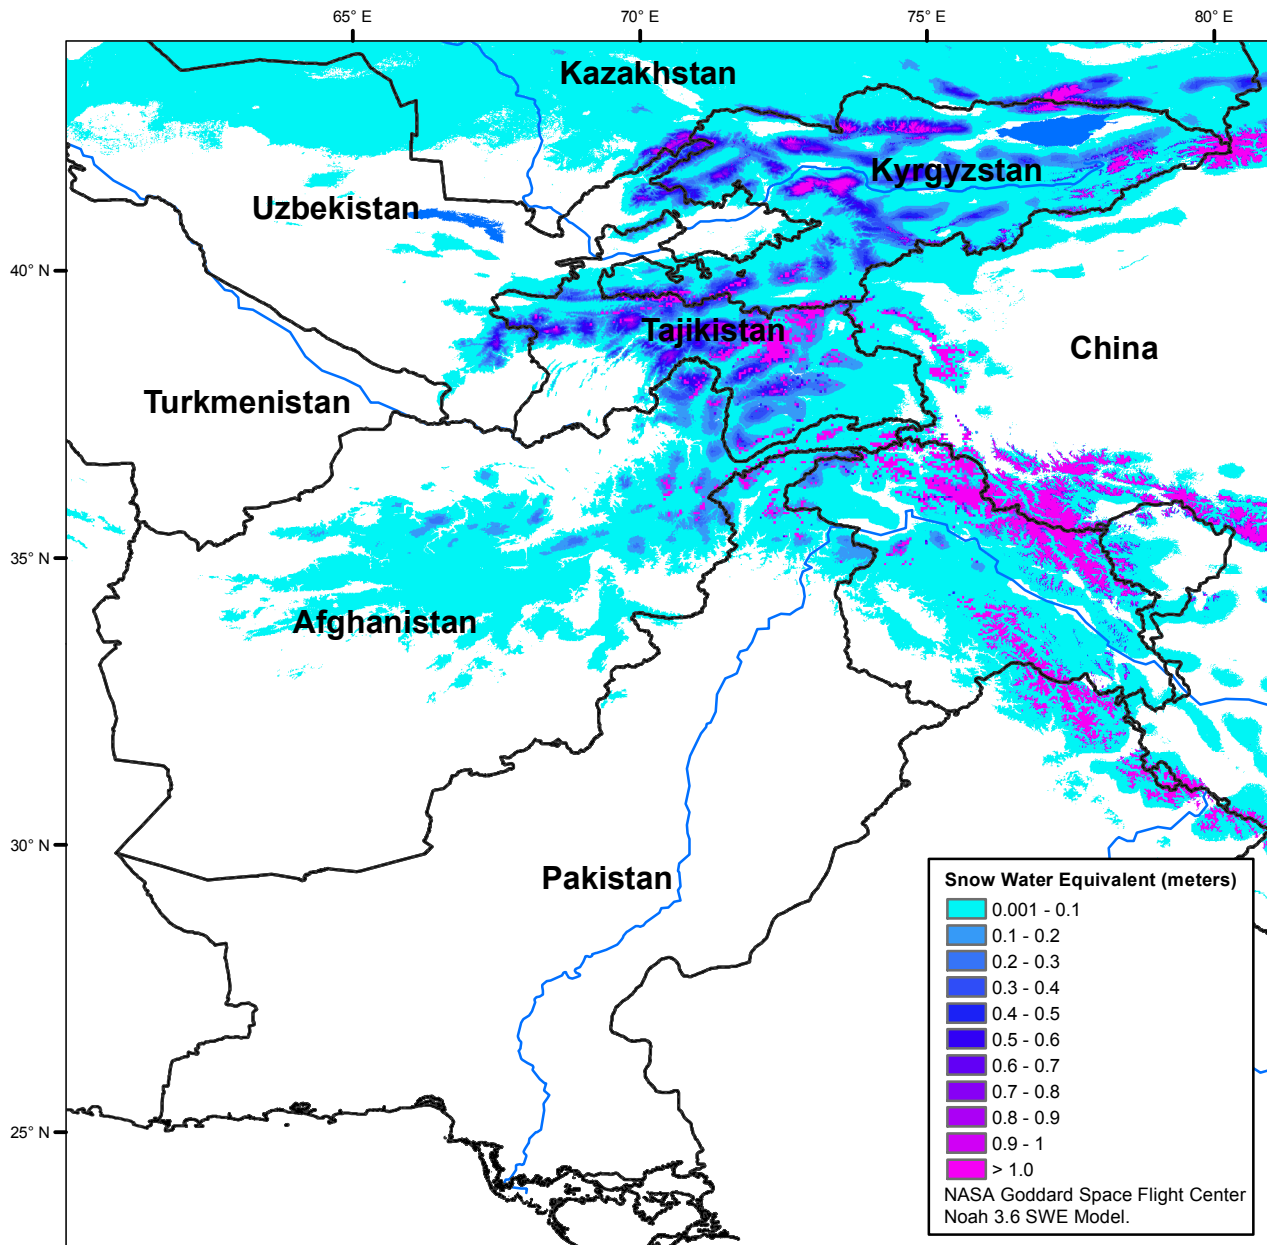 65° E
70° E
75° E
80° E
Kazakhstan
Kyrgyzstan
Uzbekistan
40° N
Tajikistan
China
Turkmenistan
35° N
Afghanistan
30° N
Pakistan
Snow Water Equivalent (meters)
0.001 - 0.1
0.1 - 0.2
0.2 - 0.3
0.3 - 0.4
0.4 - 0.5
0.5 - 0.6
0.6 - 0.7
0.7 - 0.8
0.8 - 0.9
0.9 - 1
> 1.0
25° N
NASA Goddard Space Flight Center
Noah 3.6 SWE Model.